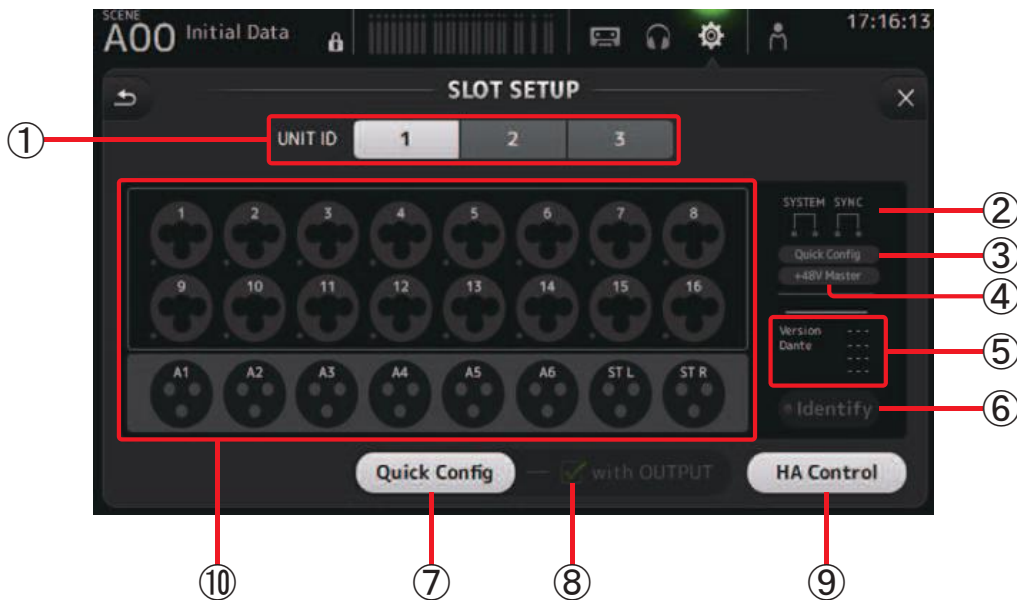 SCENE
A00 Initial Data 17:16:13
SLOT SETUP
① UNIT ID 1 2 3
1 2 3 4 5 6 7 8
9 10 11 12 13 14 15 16
A1 A2 A3 A4 A5 A6 ST L ST R
SYSTEM SYNC ②
Quick Config ③
+48V Master ④
Version --- ⑤
Dante ---
---
---
Identify ⑥
Quick Config with OUTPUT HA Control
⑩ ⑦ ⑧ ⑨